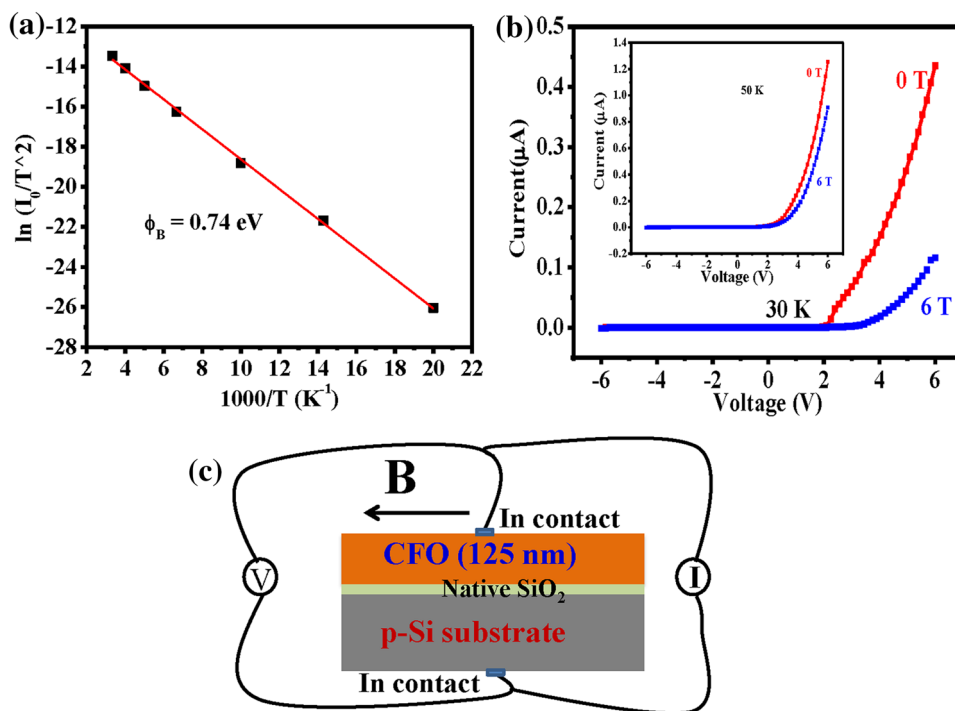 (a)
-12
-14
-16
-18
-20
-22
-24
-26
-28
ln (I₀/T^2)
ϕ_B = 0.74 eV
2 4 6 8 10 12 14 16 18 20
1000/T (K⁻¹)
(b)
0.5
0.4
0.3
0.2
0.1
0.0
Current(µA)
0 T
30 K
6 T
-6 -4 -2 0 2 4 6
Voltage (V)
1.4
1.2
1.0
0.8
0.6
0.4
0.2
0.0
-0.2
Current (µA)
0 T
50 K
6 T
-6 -4 -2 0 2 4 6
Voltage (V)
(c)
B
In contact
CFO (125 nm)
Native SiO₂
V
I
p-Si substrate
In contact